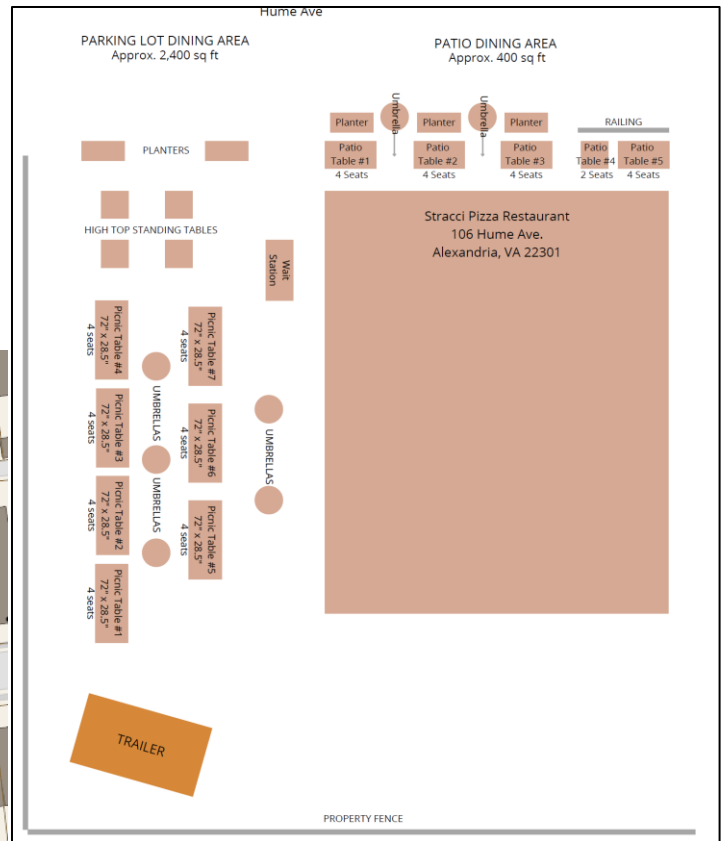 Hume Ave
PARKING LOT DINING AREA
Approx. 2,400 sq ft
PATIO DINING AREA
Approx. 400 sq ft
Umbrella
Umbrella
Planter
Planter
Planter
RAILING
PLANTERS
Patio
Table #1
4 Seats
Patio
Table #2
4 Seats
Patio
Table #3
4 Seats
Patio
Table #4
2 Seats
Patio
Table #5
4 Seats
HIGH TOP STANDING TABLES
Stracci Pizza Restaurant
106 Hume Ave.
Alexandria, VA 22301
Wait
Station
Picnic Table #4
72" x 28.5"
4 seats
Picnic Table #7
72" x 28.5"
4 seats
UMBRELLAS
Picnic Table #3
72" x 28.5"
4 seats
Picnic Table #6
72" x 28.5"
4 seats
UMBRELLAS
UMBRELLAS
Picnic Table #2
72" x 28.5"
4 seats
Picnic Table #5
72" x 28.5"
4 seats
Picnic Table #1
72" x 28.5"
4 seats
TRAILER
PROPERTY FENCE